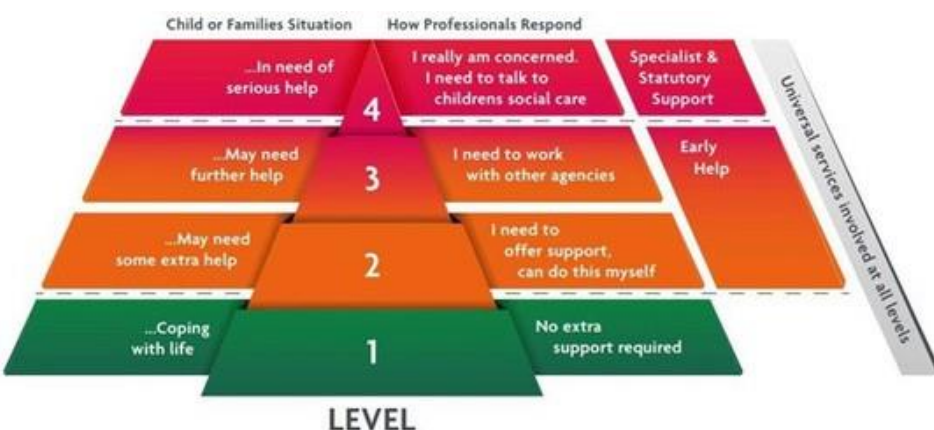 Child or Families Situation
How Professionals Respond
...In need of
serious help
4
I really am concerned.
I need to talk to
childrens social care
Specialist &
Statutory
Support
...May need
further help
3
I need to work
with other agencies
Early
Help
...May need
some extra help
2
I need to
offer support,
can do this myself
...Coping
with life
1
No extra
support required
Universal services involved at all levels
LEVEL